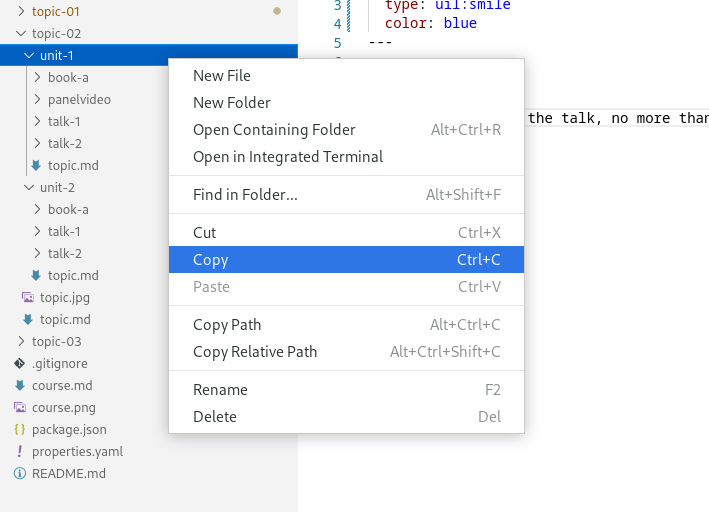 topic-01
topic-02
unit-1
book-a
panelvideo
talk-1
talk-2
topic.md
unit-2
book-a
talk-1
talk-2
topic.md
topic.jpg
topic.md
topic-03
.gitignore
course.md
course.png
{} package.json
! properties.yaml
README.md
New File
New Folder
Open Containing Folder Alt+Ctrl+R
Open in Integrated Terminal
Find in Folder... Alt+Shift+F
Cut Ctrl+X
Copy Ctrl+C
Paste Ctrl+V
Copy Path Alt+Ctrl+C
Copy Relative Path Alt+Ctrl+Shift+C
Rename F2
Delete Del
3 type: uil:smile
4 color: blue
5 ---
the talk, no more than